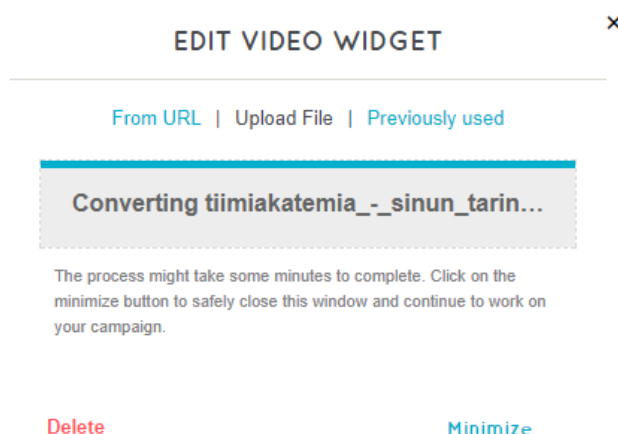 ×
EDIT VIDEO WIDGET
From URL | Upload File | Previously used
Converting tiimiakatemia_-_sinun_tarin...
The process might take some minutes to complete. Click on the
minimize button to safely close this window and continue to work on
your campaign.
Delete Minimize